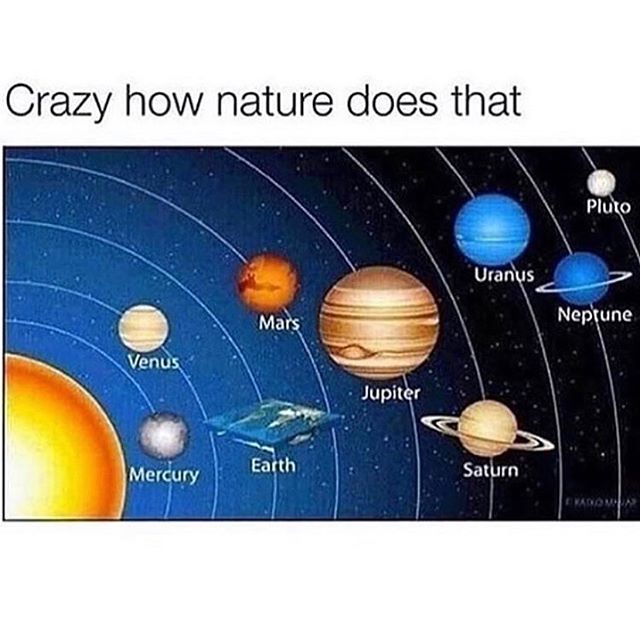 Crazy how nature does that
Pluto
Uranus
Neptune
Mars
Venus
Jupiter
Earth
Saturn
Mercury